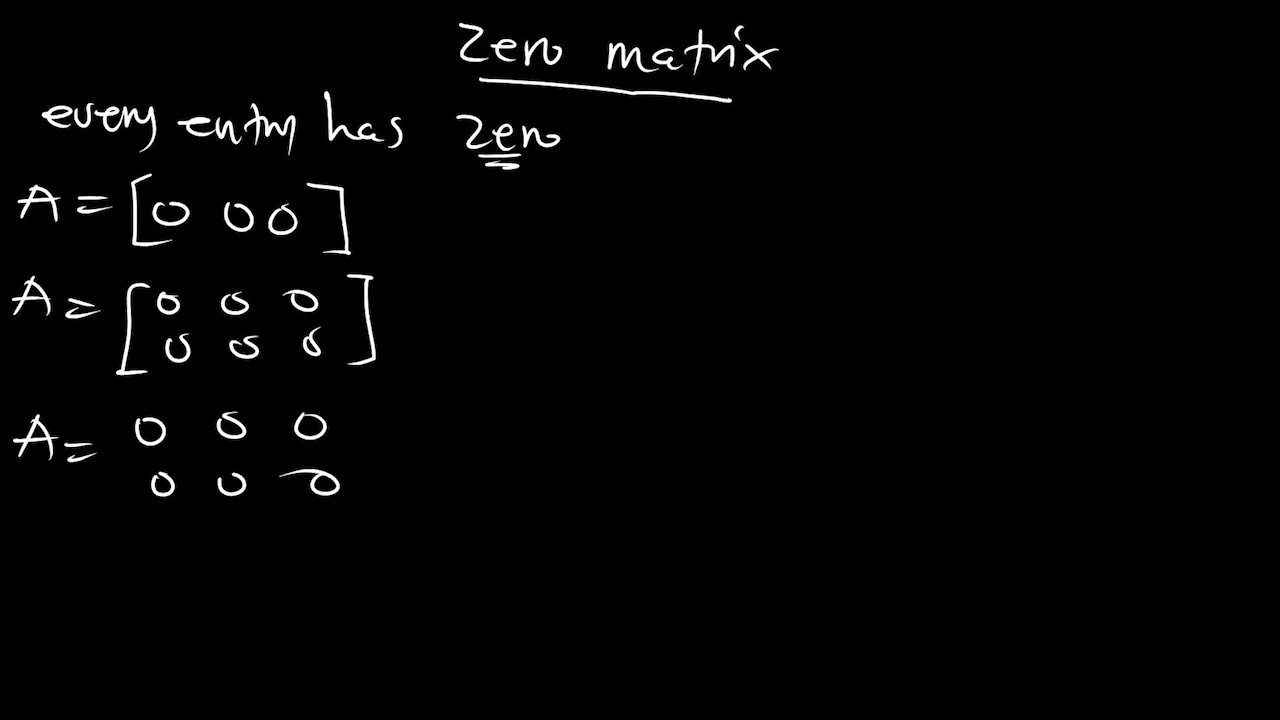 Zero matrix
every entry has zero
A = [0 0 0]
A = [0 0 0
0 0 0]
A = 0 0 0
0 0 0